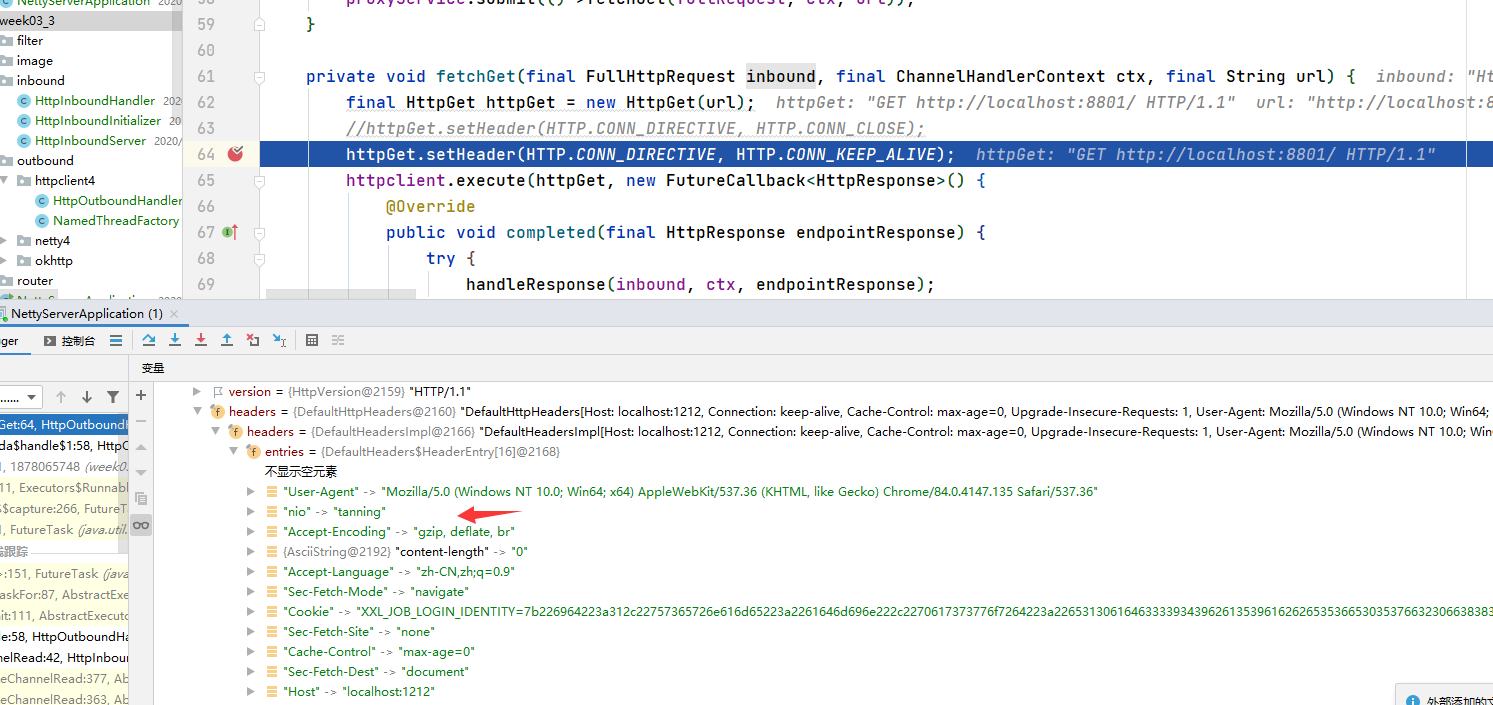 NettyServerApplication 2020
week03_3
filter
image
inbound
HttpInboundHandler 2020
HttpInboundInitializer 20
HttpInboundServer 2020/
outbound
httpclient4
HttpOutboundHandler
NamedThreadFactory
netty4
okhttp
router
59 }
60
61 private void fetchGet(final FullHttpRequest inbound, final ChannelHandlerContext ctx, final String url) { inbound: "Ht
62 final HttpGet httpGet = new HttpGet(url); httpGet: "GET http://localhost:8801/ HTTP/1.1" url: "http://localhost:8
63 //httpGet.setHeader(HTTP.CONN_DIRECTIVE, HTTP.CONN_CLOSE);
64 httpGet.setHeader(HTTP.CONN_DIRECTIVE, HTTP.CONN_KEEP_ALIVE); httpGet: "GET http://localhost:8801/ HTTP/1.1"
65 httpclient.execute(httpGet, new FutureCallback<HttpResponse>() {
66 @Override
67 public void completed(final HttpResponse endpointResponse) {
68 try {
69 handleResponse(inbound, ctx, endpointResponse);
NettyServerApplication (1) ×
ger 控制台
变量
Get:64, HttpOutboundH
da$handle$1:58, HttpO
1, 1878065748 (week0
11, Executors$Runnabl
$capture:266, FutureTa
1, FutureTask (java.util.
跟踪
>:151, FutureTask (java
askFor:87, AbstractExe
it:111, AbstractExecuto
le:58, HttpOutboundHa
nelRead:42, HttpInbour
eChannelRead:377, Ab
eChannelRead:363, Ab
version = {HttpVersion@2159} "HTTP/1.1"
headers = {DefaultHttpHeaders@2160} "DefaultHttpHeaders[Host: localhost:1212, Connection: keep-alive, Cache-Control: max-age=0, Upgrade-Insecure-Requests: 1, User-Agent: Mozilla/5.0 (Windows NT 10.0; Win64;
headers = {DefaultHeadersImpl@2166} "DefaultHeadersImpl[Host: localhost:1212, Connection: keep-alive, Cache-Control: max-age=0, Upgrade-Insecure-Requests: 1, User-Agent: Mozilla/5.0 (Windows NT 10.0; Win
entries = {DefaultHeaders$HeaderEntry[16]@2168}
不显示空元素
"User-Agent" -> "Mozilla/5.0 (Windows NT 10.0; Win64; x64) AppleWebKit/537.36 (KHTML, like Gecko) Chrome/84.0.4147.135 Safari/537.36"
"nio" -> "tanning"
"Accept-Encoding" -> "gzip, deflate, br"
{AsciiString@2192} "content-length" -> "0"
"Accept-Language" -> "zh-CN,zh;q=0.9"
"Sec-Fetch-Mode" -> "navigate"
"Cookie" -> "XXL_JOB_LOGIN_IDENTITY=
"Sec-Fetch-Site" -> "none"
"Cache-Control" -> "max-age=0"
"Sec-Fetch-Dest" -> "document"
"Host" -> "localhost:1212"
外部添加的文